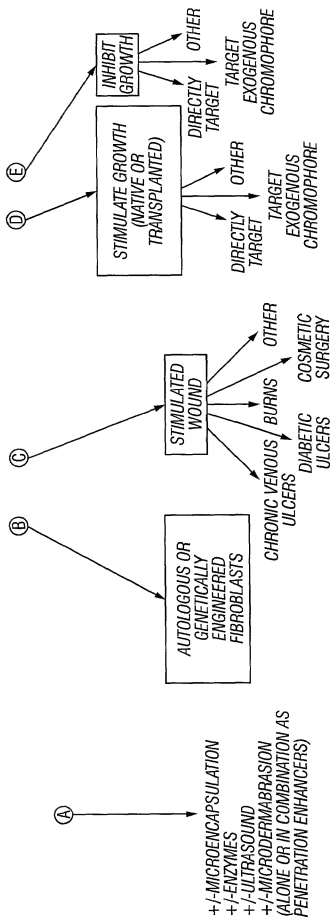 A
+/-MICROENCAPSULATION
+/-ENZYMES
+/-ULTRASOUND
+/-MICRODERMABRASION
(ALONE OR IN COMBINATION AS
PENETRATION ENHANCERS)
B
AUTOLOGOUS OR
GENETICALLY
ENGINEERED
FIBROBLASTS
C
STIMULATED
WOUND
CHRONIC VENOUS
ULCERS
DIABETIC
ULCERS
BURNS
COSMETIC
SURGERY
OTHER
D
STIMULATE GROWTH
(NATIVE OR
TRANSPLANTED)
DIRECTLY
TARGET
TARGET
EXOGENOUS
CHROMOPHORE
OTHER
E
INHIBIT
GROWTH
DIRECTLY
TARGET
TARGET
EXOGENOUS
CHROMOPHORE
OTHER